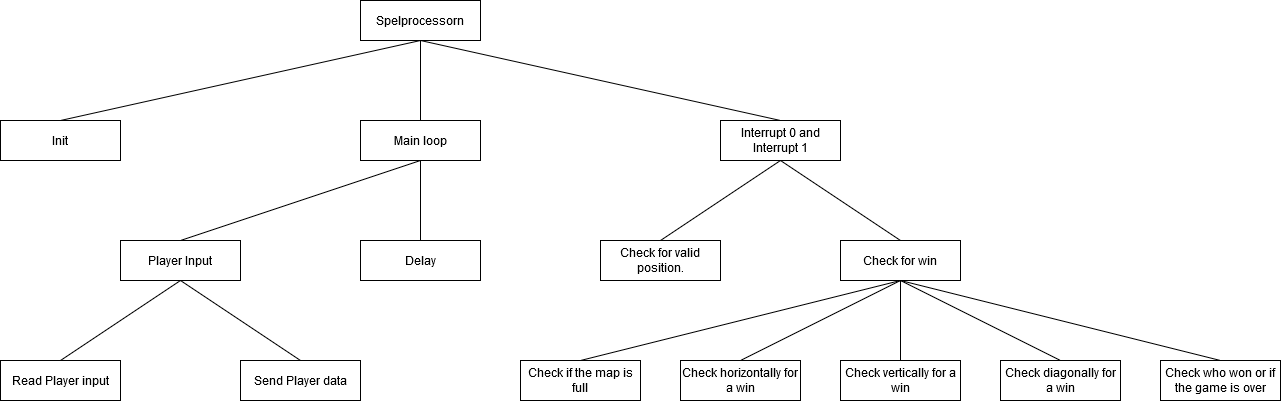 Spelprocessorn
Init
Main loop
Interrupt 0 and
Interrupt 1
Player Input
Delay
Check for valid
position.
Check for win
Read Player input
Send Player data
Check if the map is
full
Check horizontally for
a win
Check vertically for a
win
Check diagonally for
a win
Check who won or if
the game is over